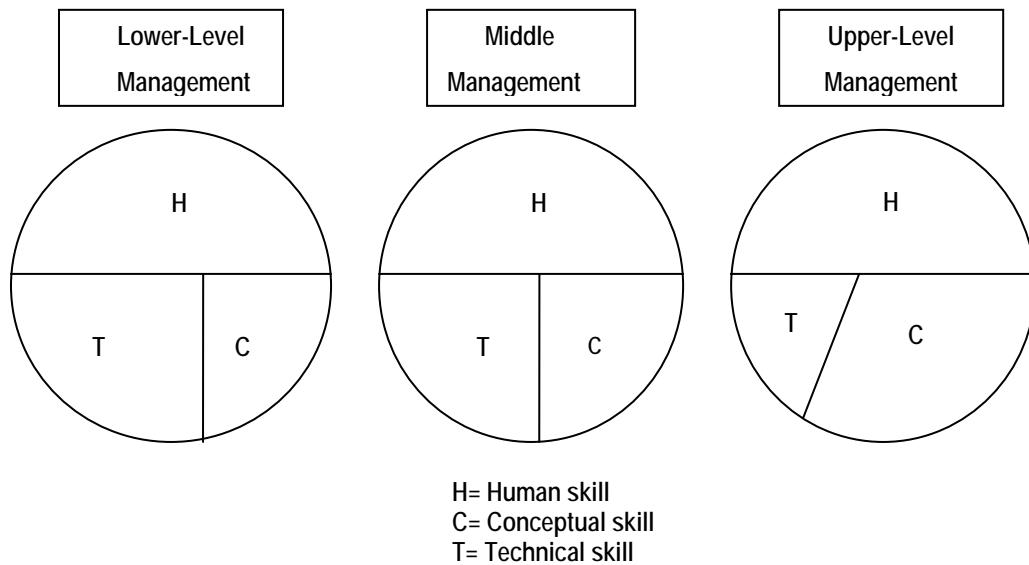 Lower-Level
Management
Middle
Management
Upper-Level
Management
H
T
C
H
T
C
H
T
C
H= Human skill
C= Conceptual skill
T= Technical skill